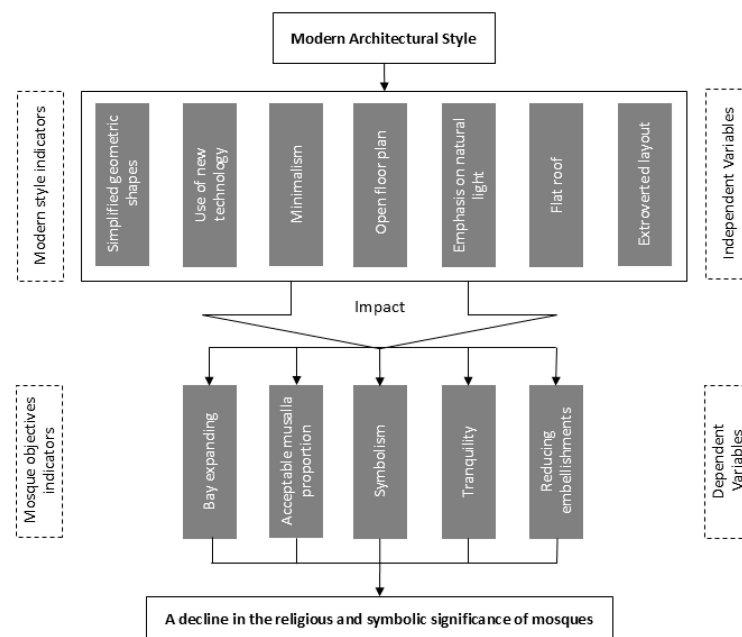 Modern Architectural Style
Modern style indicators
Simplified geometric
shapes
Use of new
technology
Minimalism
Open floor plan
Emphasis on natural
light
Flat roof
Extroverted layout
Independent Variables
Impact
Mosque objectives
indicators
Bay expanding
Acceptable musalla
proportion
Symbolism
Tranquility
Reducing
embellishments
Dependent
Variables
A decline in the religious and symbolic significance of mosques